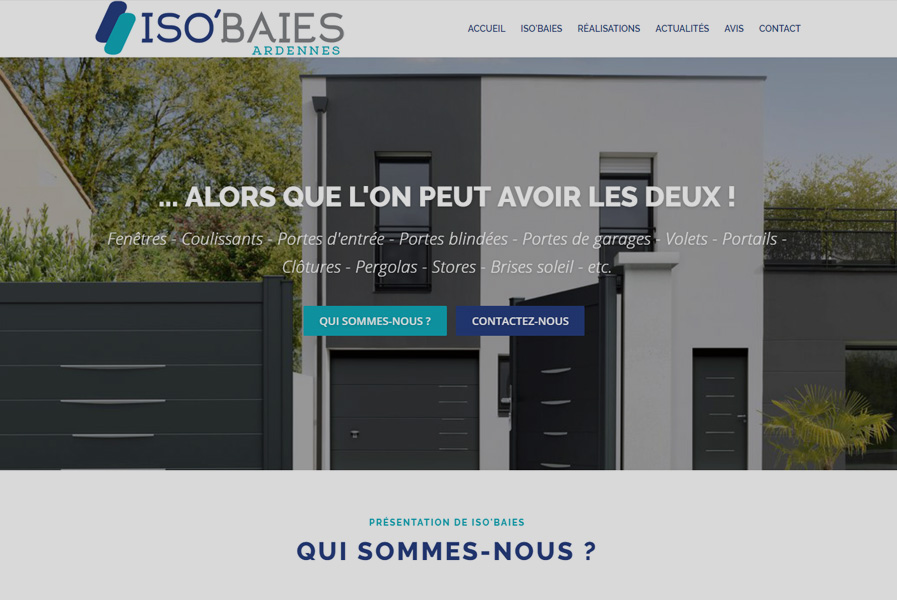 ISO'BAIES
ARDENNES
ACCUEIL ISO'BAIES RÉALISATIONS ACTUALITÉS AVIS CONTACT
... ALORS QUE L'ON PEUT AVOIR LES DEUX !
Fenêtres - Coulissants - Portes d'entrée - Portes blindées - Portes de garages - Volets - Portails -
Clôtures - Pergolas - Stores - Brises soleil - etc.
QUI SOMMES-NOUS ? CONTACTEZ-NOUS
PRÉSENTATION DE ISO'BAIES
QUI SOMMES-NOUS ?